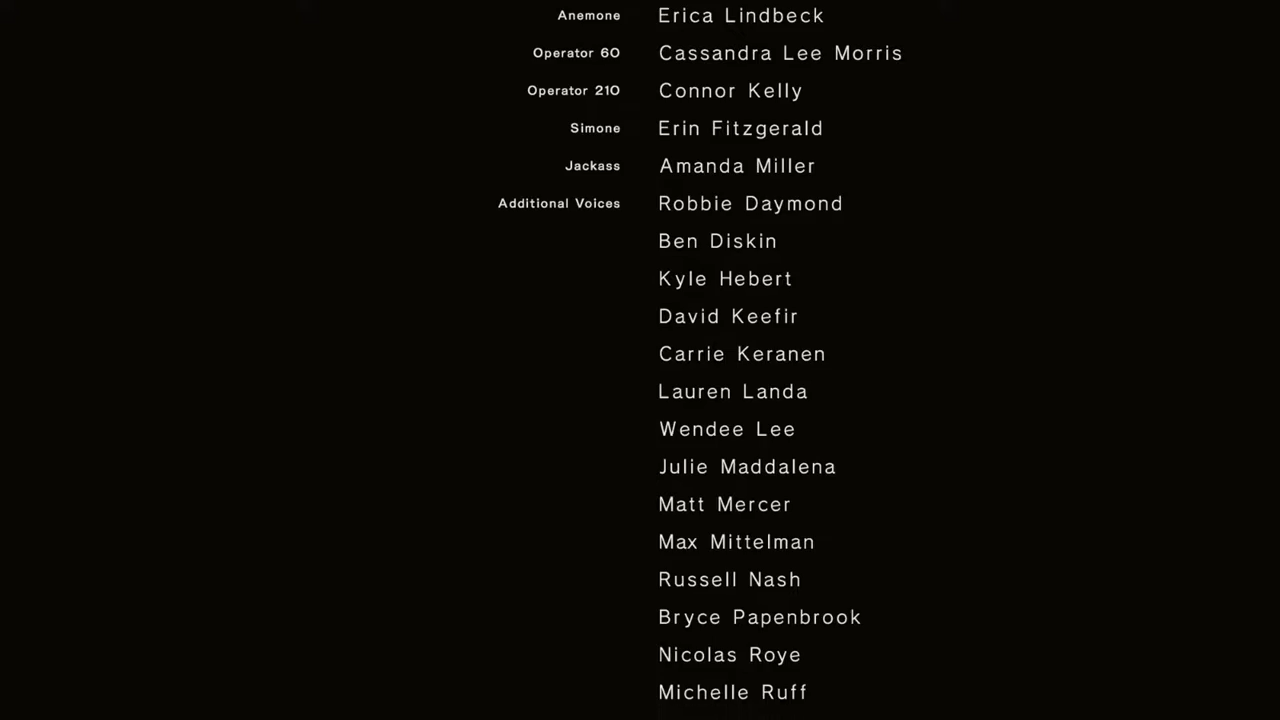 Anemone Erica Lindbeck
Operator 6O Cassandra Lee Morris
Operator 21O Connor Kelly
Simone Erin Fitzgerald
Jackass Amanda Miller
Additional Voices Robbie Daymond
Ben Diskin
Kyle Hebert
David Keefir
Carrie Keranen
Lauren Landa
Wendee Lee
Julie Maddalena
Matt Mercer
Max Mittelman
Russell Nash
Bryce Papenbrook
Nicolas Roye
Michelle Ruff